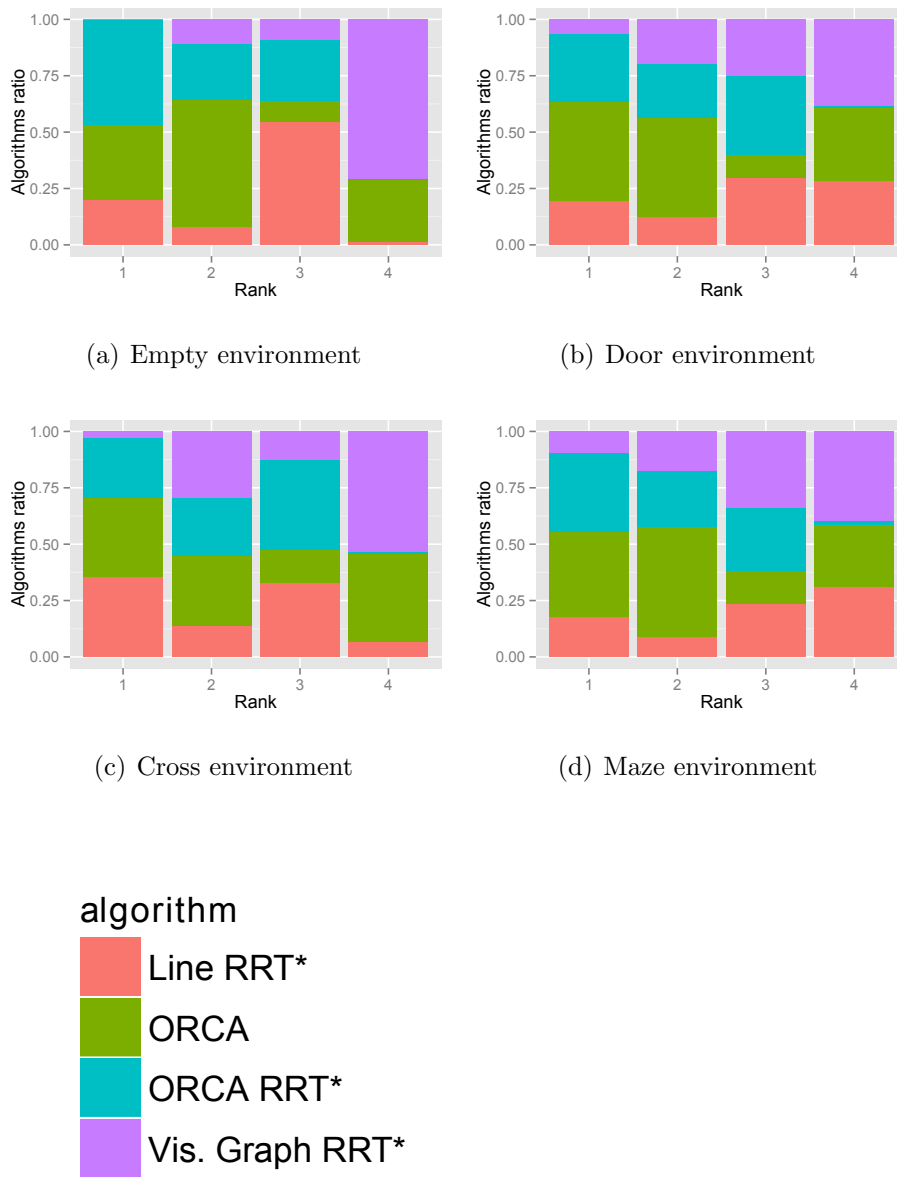 1.00
0.75
0.50
0.25
0.00
Algorithms ratio
1 2 3 4
Rank
(a) Empty environment
1.00
0.75
0.50
0.25
0.00
Algorithms ratio
1 2 3 4
Rank
(b) Door environment
1.00
0.75
0.50
0.25
0.00
Algorithms ratio
1 2 3 4
Rank
(c) Cross environment
1.00
0.75
0.50
0.25
0.00
Algorithms ratio
1 2 3 4
Rank
(d) Maze environment
algorithm
Line RRT*
ORCA
ORCA RRT*
Vis. Graph RRT*